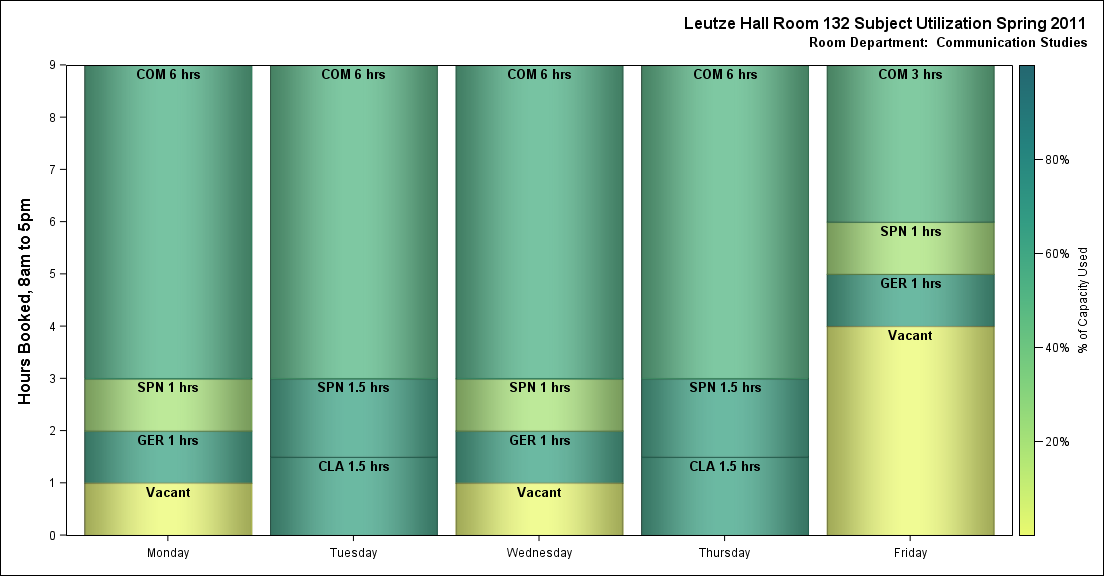 Leutze Hall Room 132 Subject Utilization Spring 2011
Room Department: Communication Studies
Hours Booked, 8am to 5pm
9
8
7
6
5
4
3
2
1
0
COM 6 hrs
SPN 1 hrs
GER 1 hrs
Vacant
Monday
COM 6 hrs
SPN 1.5 hrs
CLA 1.5 hrs
Tuesday
COM 6 hrs
SPN 1 hrs
GER 1 hrs
Vacant
Wednesday
COM 6 hrs
SPN 1.5 hrs
CLA 1.5 hrs
Thursday
COM 3 hrs
SPN 1 hrs
GER 1 hrs
Vacant
Friday
80%
60%
40%
20%
% of Capacity Used